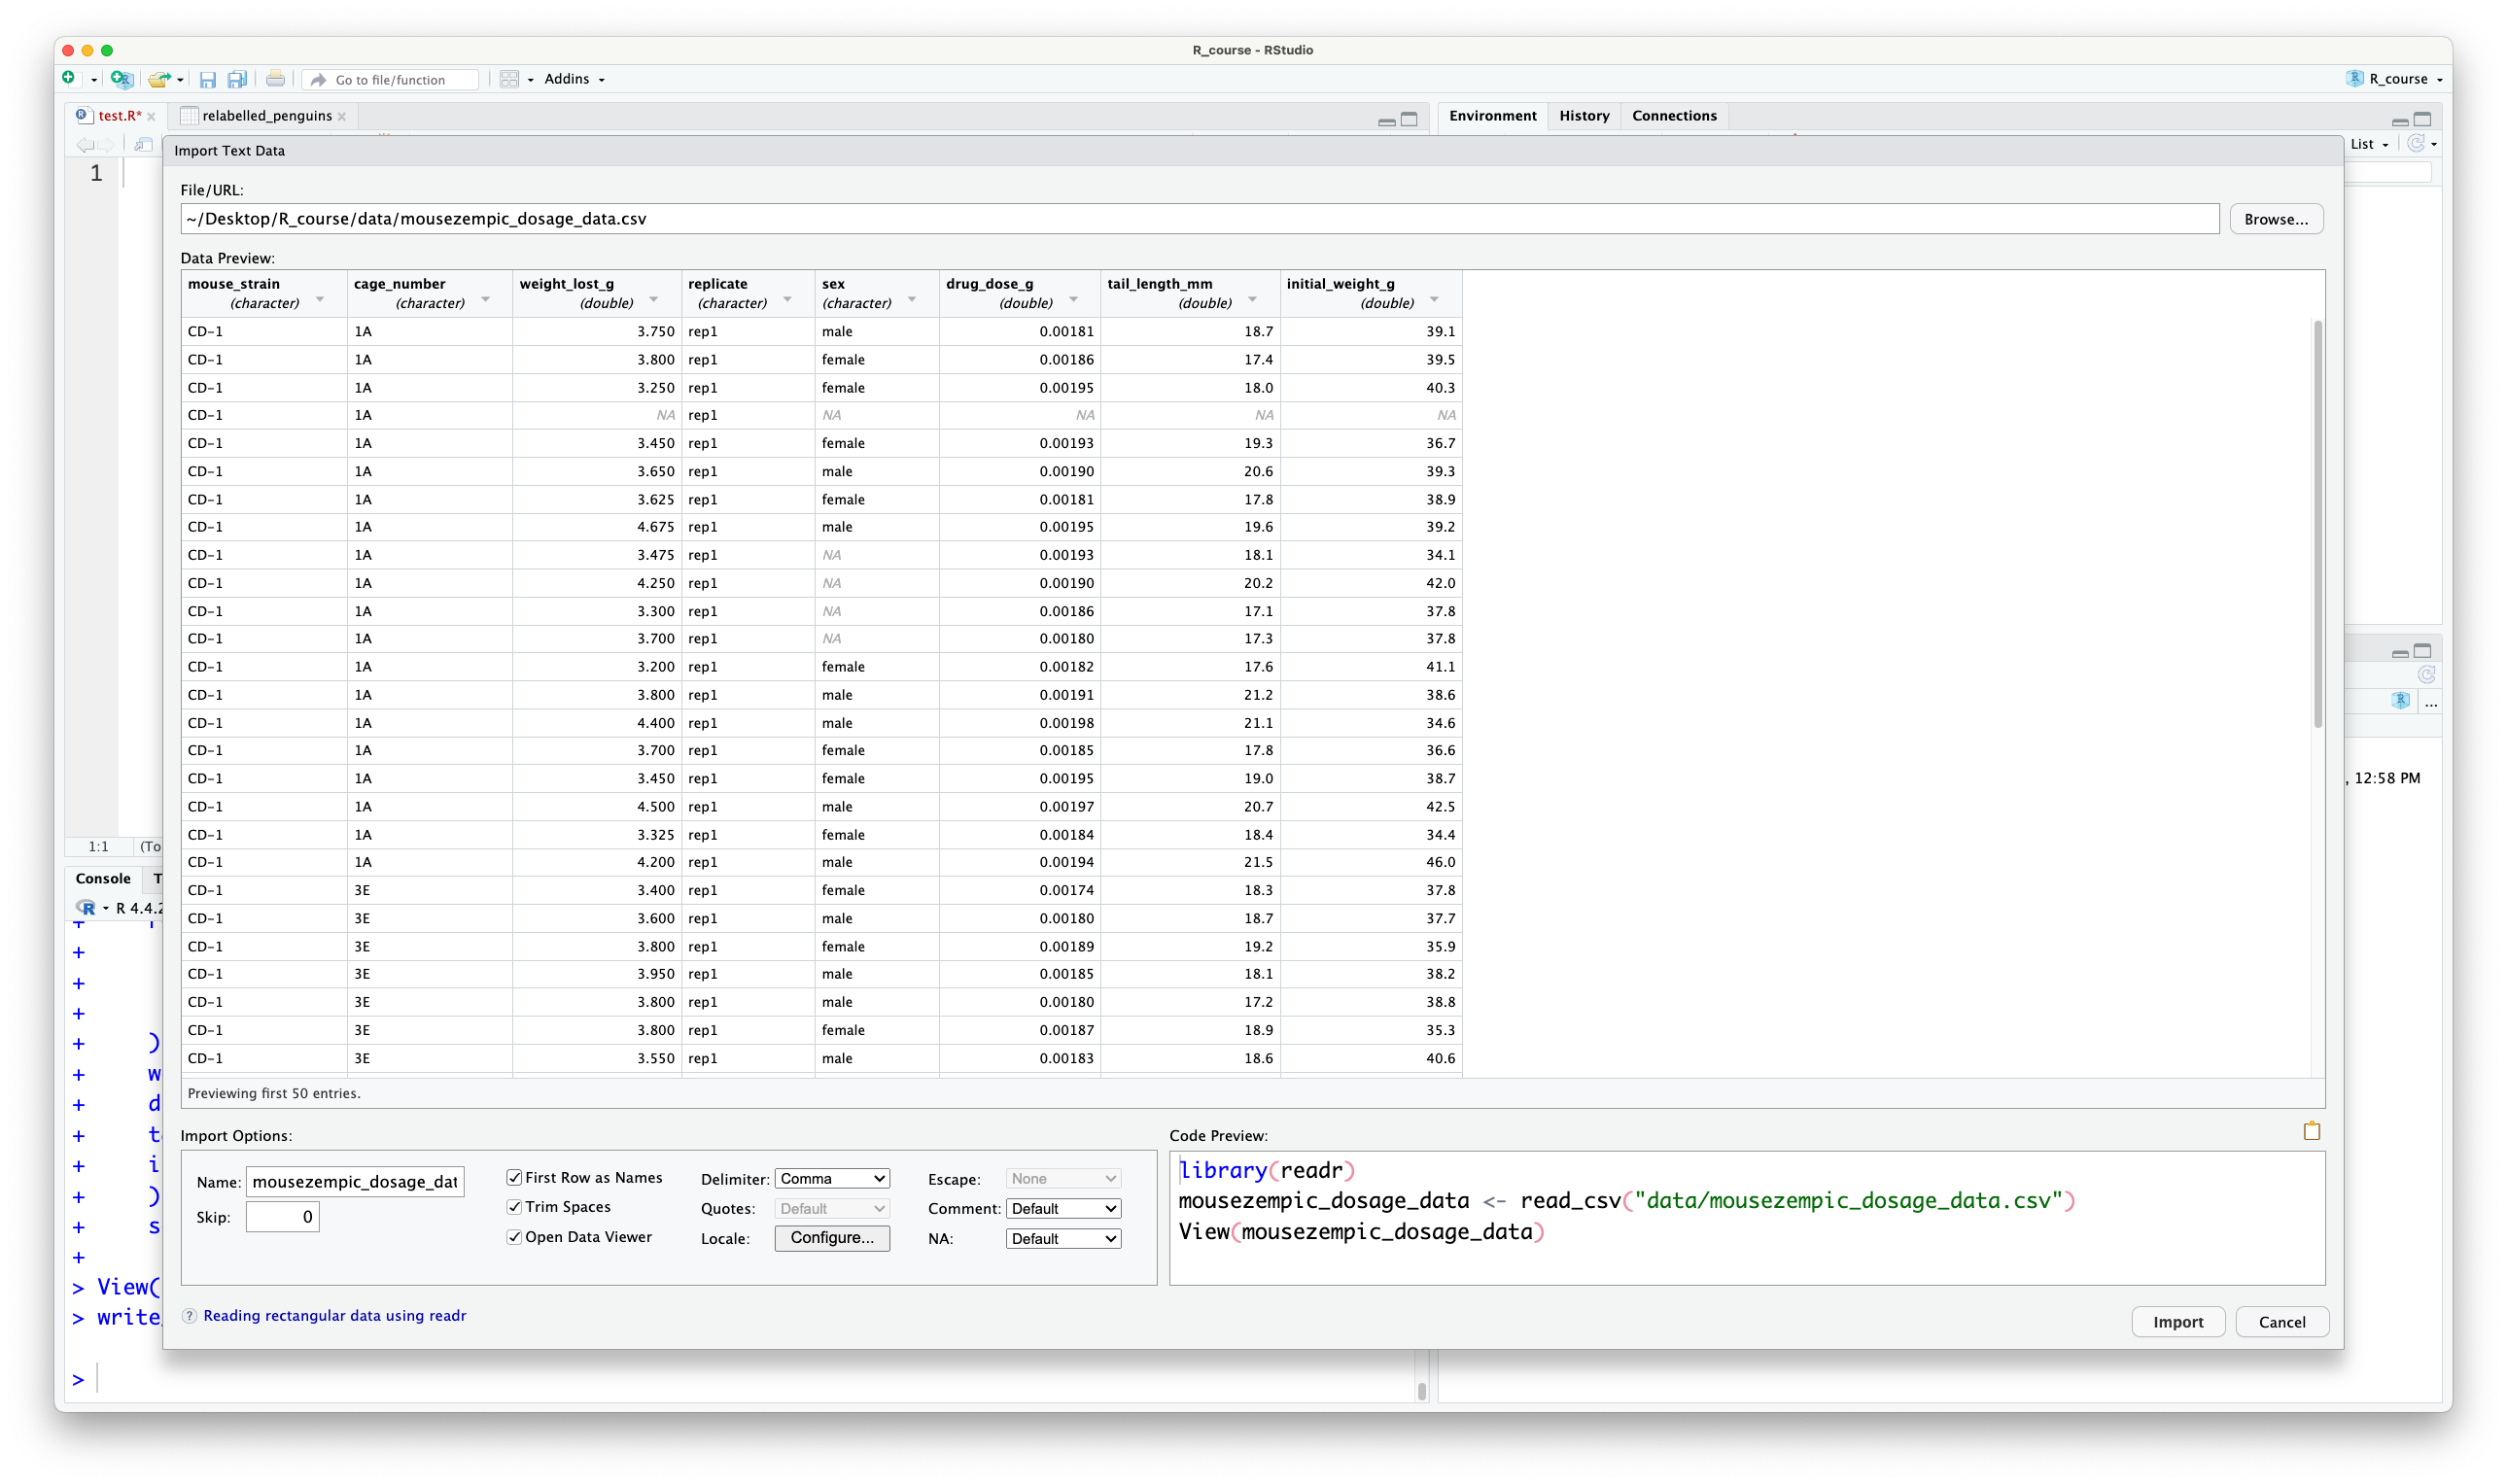 R_course - RStudio
Go to file/function
Addins
R_course
test.R*
relabelled_penguins
Environment
History
Connections
List
1
Import Text Data
File/URL:
~/Desktop/R_course/data/mousezempic_dosage_data.csv
Browse...
Data Preview:
mouse_strain cage_number weight_lost_g replicate sex drug_dose_g tail_length_mm initial_weight_g
(character) (character) (double) (character) (character) (double) (double) (double)
CD-1 1A 3.750 rep1 male 0.00181 18.7 39.1
CD-1 1A 3.800 rep1 female 0.00186 17.4 39.5
CD-1 1A 3.250 rep1 female 0.00195 18.0 40.3
CD-1 1A NA rep1 NA NA NA NA
CD-1 1A 3.450 rep1 female 0.00193 19.3 36.7
CD-1 1A 3.650 rep1 male 0.00190 20.6 39.3
CD-1 1A 3.625 rep1 female 0.00181 17.8 38.9
CD-1 1A 4.675 rep1 male 0.00195 19.6 39.2
CD-1 1A 3.475 rep1 NA 0.00193 18.1 34.1
CD-1 1A 4.250 rep1 NA 0.00190 20.2 42.0
CD-1 1A 3.300 rep1 NA 0.00186 17.1 37.8
CD-1 1A 3.700 rep1 NA 0.00180 17.3 37.8
CD-1 1A 3.200 rep1 female 0.00182 17.6 41.1
CD-1 1A 3.800 rep1 male 0.00191 21.2 38.6
CD-1 1A 4.400 rep1 male 0.00198 21.1 34.6
CD-1 1A 3.700 rep1 female 0.00185 17.8 36.6
CD-1 1A 3.450 rep1 female 0.00195 19.0 38.7
CD-1 1A 4.500 rep1 male 0.00197 20.7 42.5
CD-1 1A 3.325 rep1 female 0.00184 18.4 34.4
CD-1 1A 4.200 rep1 male 0.00194 21.5 46.0
CD-1 3E 3.400 rep1 female 0.00174 18.3 37.8
CD-1 3E 3.600 rep1 male 0.00180 18.7 37.7
CD-1 3E 3.800 rep1 female 0.00189 19.2 35.9
CD-1 3E 3.950 rep1 male 0.00185 18.1 38.2
CD-1 3E 3.800 rep1 male 0.00180 17.2 38.8
CD-1 3E 3.800 rep1 female 0.00187 18.9 35.3
CD-1 3E 3.550 rep1 male 0.00183 18.6 40.6
Previewing first 50 entries.
Import Options:
Name: mousezempic_dosage_dat
Skip: 0
First Row as Names
Trim Spaces
Open Data Viewer
Delimiter: Comma
Quotes: Default
Locale: Configure...
Escape: None
Comment: Default
NA: Default
Code Preview:
library(readr)
mousezempic_dosage_data <- read_csv("data/mousezempic_dosage_data.csv")
View(mousezempic_dosage_data)
Reading rectangular data using readr
Import
Cancel
, 12:58 PM
...
1:1
(To
Console
T
R 4.4.2
+
+
+
+
+ )
+ w
+ d
+ t
+ i
+ )
+ s
+
> View(
> write
>